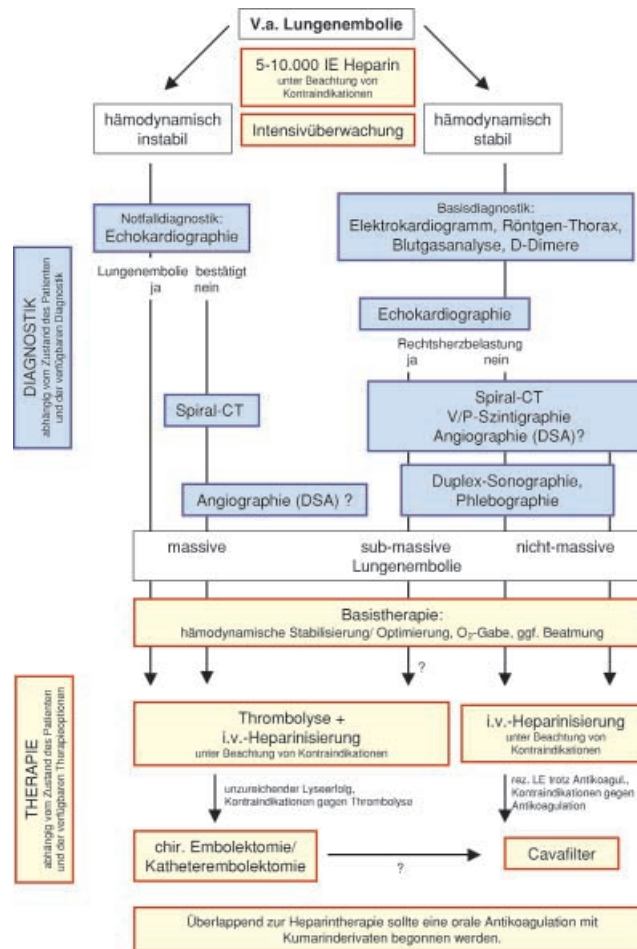 V.a. Lungenembolie
5-10.000 IE Heparin
unter Beachtung von
Kontraindikationen
hämodynamisch
instabil
Intensivüberwachung
hämodynamisch
stabil
DIAGNOSTIK
abhängig vom Zustand des Patienten
und der verfügbaren Diagnostik
Notfalldiagnostik:
Echokardiographie
Lungenembolie bestätigt
ja nein
Basisdiagnostik:
Elektrokardiogramm, Röntgen-Thorax,
Blutgasanalyse, D-Dimere
Echokardiographie
Rechtsherzbelastung
ja nein
Spiral-CT
Spiral-CT
V/P-Szintigraphie
Angiographie (DSA)?
Angiographie (DSA) ?
Duplex-Sonographie,
Phlebographie
massive sub-massive nicht-massive
Lungenembolie
Basistherapie:
hämodynamische Stabilisierung/ Optimierung, O₂-Gabe, ggf. Beatmung
?
THERAPIE
abhängig vom Zustand des Patienten
und der verfügbaren Therapieoptionen
Thrombolyse +
i.v.-Heparinisierung
unter Beachtung von Kontraindikationen
i.v.-Heparinisierung
unter Beachtung von
Kontraindikationen
unzureichender Lyseerfolg,
Kontraindikationen gegen Thrombolyse
rez. LE trotz Antikoagul.,
Kontraindikationen gegen
Antikoagulation
chir. Embolektomie/
Katheterembolektomie
?
Cavafilter
Überlappend zur Heparintherapie sollte eine orale Antikoagulation mit
Kumarinderivaten begonnen werden.